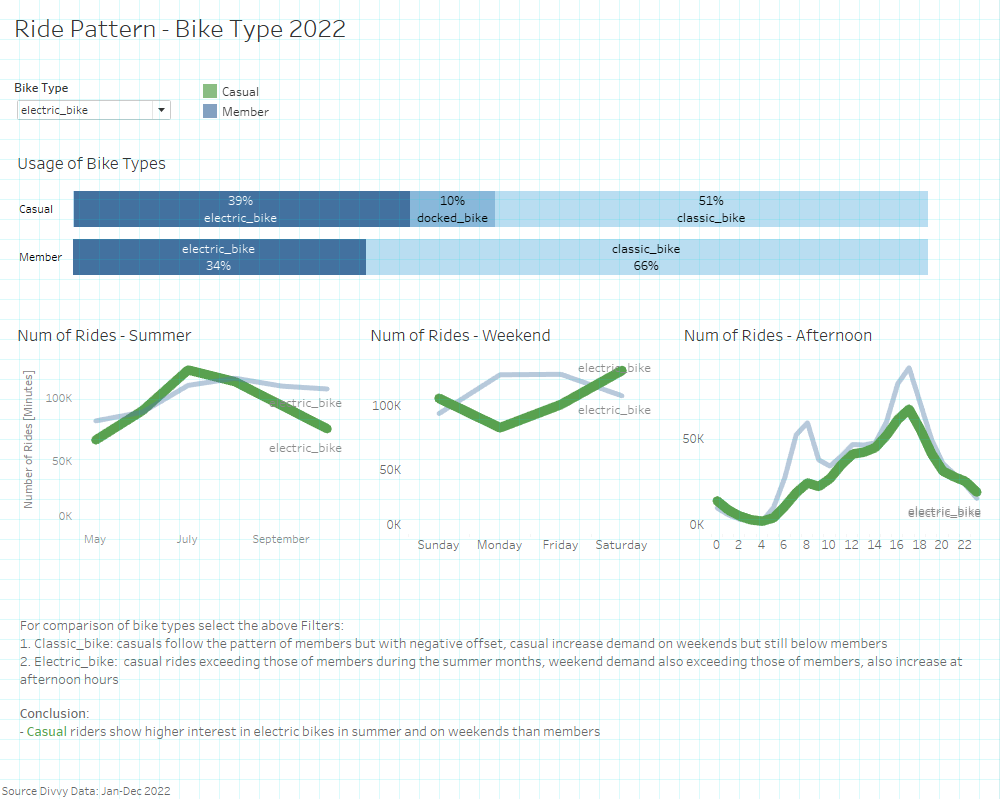 Ride Pattern - Bike Type 2022
Bike Type
electric_bike
Casual
Member
Usage of Bike Types
Casual
39%
electric_bike
10%
docked_bike
51%
classic_bike
Member
electric_bike
34%
classic_bike
66%
Num of Rides - Summer
Number of Rides [Minutes]
100K
50K
0K
electric_bike
electric_bike
May July September
Num of Rides - Weekend
100K
50K
0K
electric_bike
electric_bike
Sunday Monday Friday Saturday
Num of Rides - Afternoon
50K
0K
electric_bike
0 2 4 6 8 10 12 14 16 18 20 22
For comparison of bike types select the above Filters:
1. Classic_bike: casuals follow the pattern of members but with negative offset, casual increase demand on weekends but still below members
2. Electric_bike: casual rides exceeding those of members during the summer months, weekend demand also exceeding those of members, also increase at
afternoon hours
Conclusion:
- Casual riders show higher interest in electric bikes in summer and on weekends than members
Source Divvy Data: Jan-Dec 2022